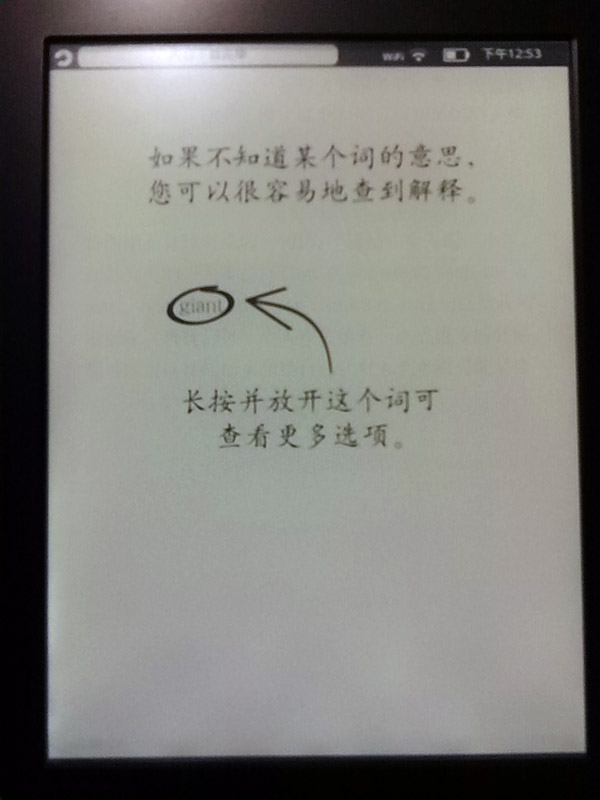 WiFi 下午12:53
如果不知道某个词的意思，
您可以很容易地查到解释。
giant
长按并放开这个词可
查看更多选项。